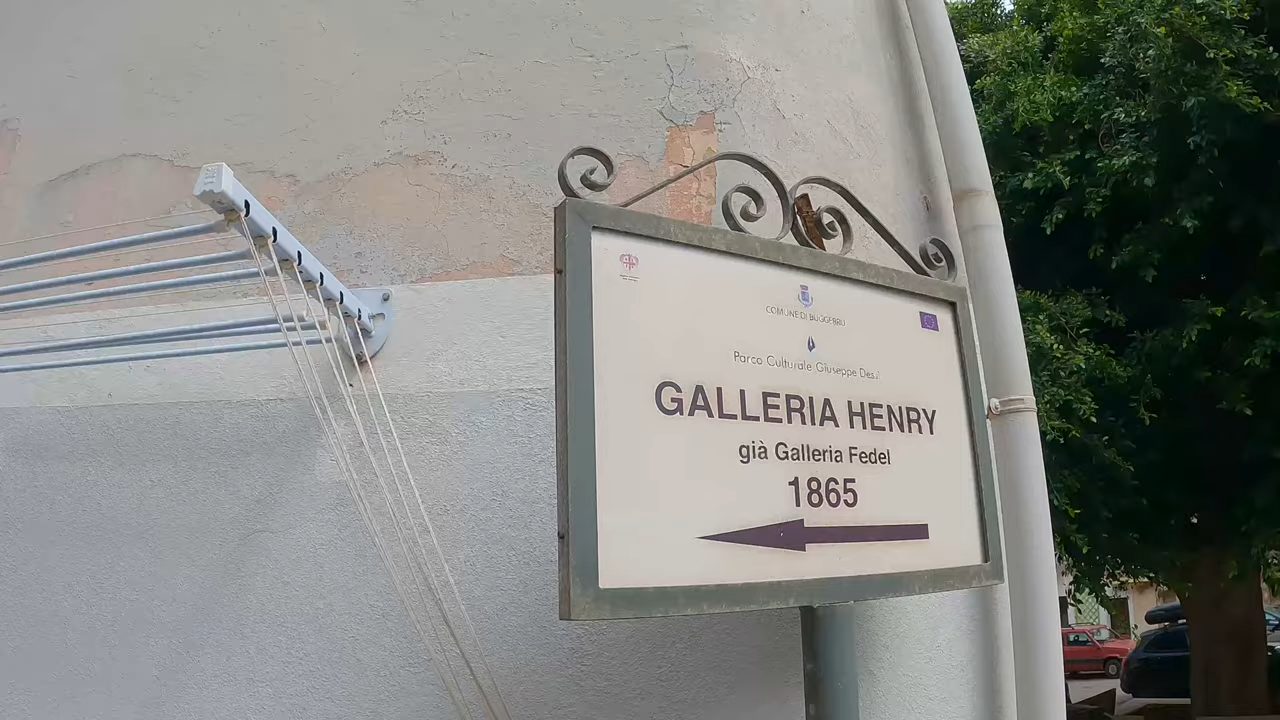 COMUNE DI BUGGERRU
Parco Culturale Giuseppe Dessì
GALLERIA HENRY
già Galleria Fedel
1865